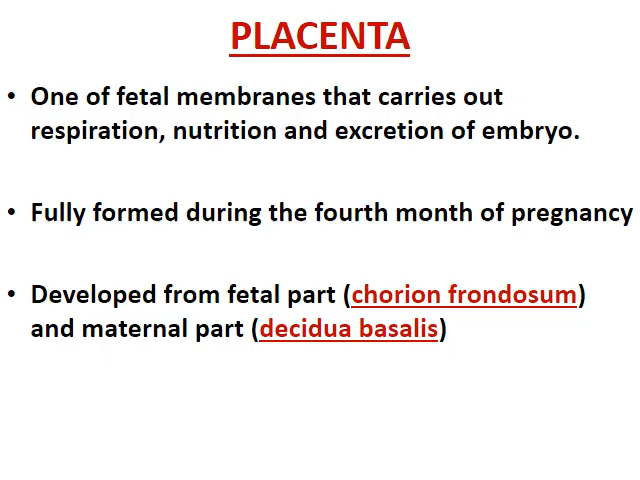 PLACENTA
• One of fetal membranes that carries out
respiration, nutrition and excretion of embryo.
• Fully formed during the fourth month of pregnancy
• Developed from fetal part (chorion frondosum)
and maternal part (decidua basalis)